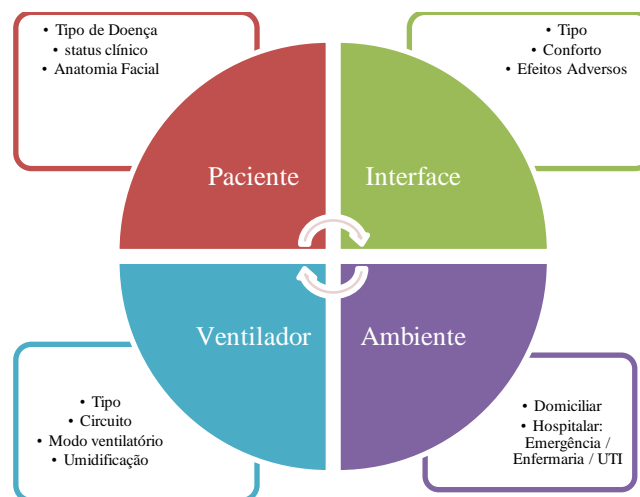 • Tipo de Doença
• status clínico
• Anatomia Facial
• Tipo
• Conforto
• Efeitos Adversos
Paciente
Interface
Ventilador
Ambiente
• Tipo
• Circuito
• Modo ventilatório
• Umidificação
• Domiciliar
• Hospitalar:
Emergência /
Enfermaria / UTI